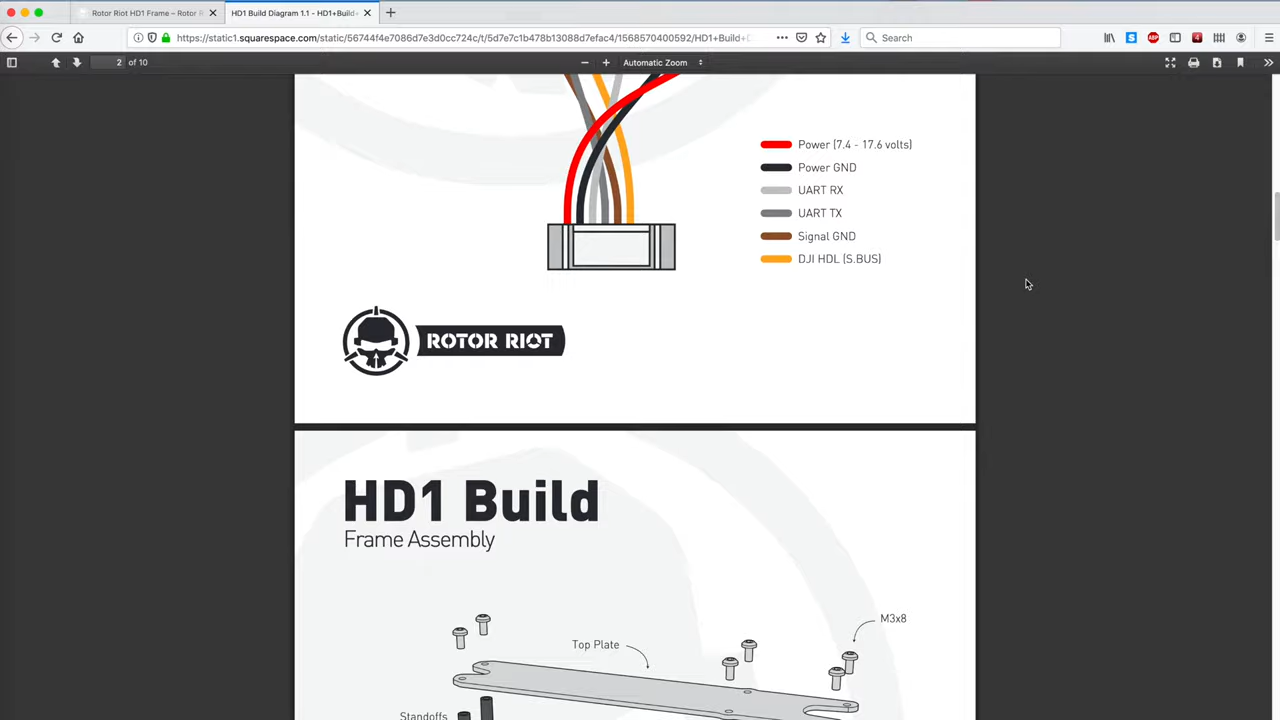 Rotor Riot HD1 Frame – Rotor R
HD1 Build Diagram 1.1 - HD1+Build+
https://static1.squarespace.com/static/56744f4e7086d7e3d0cc724c/t/5d7e7c1b478b13088d7efac4/1568570400592/HD1+Build+D
Search
2 of 10
Automatic Zoom
Power (7.4 - 17.6 volts)
Power GND
UART RX
UART TX
Signal GND
DJI HDL (S.BUS)
ROTOR RIOT
HD1 Build
Frame Assembly
M3x8
Top Plate
Standoffs